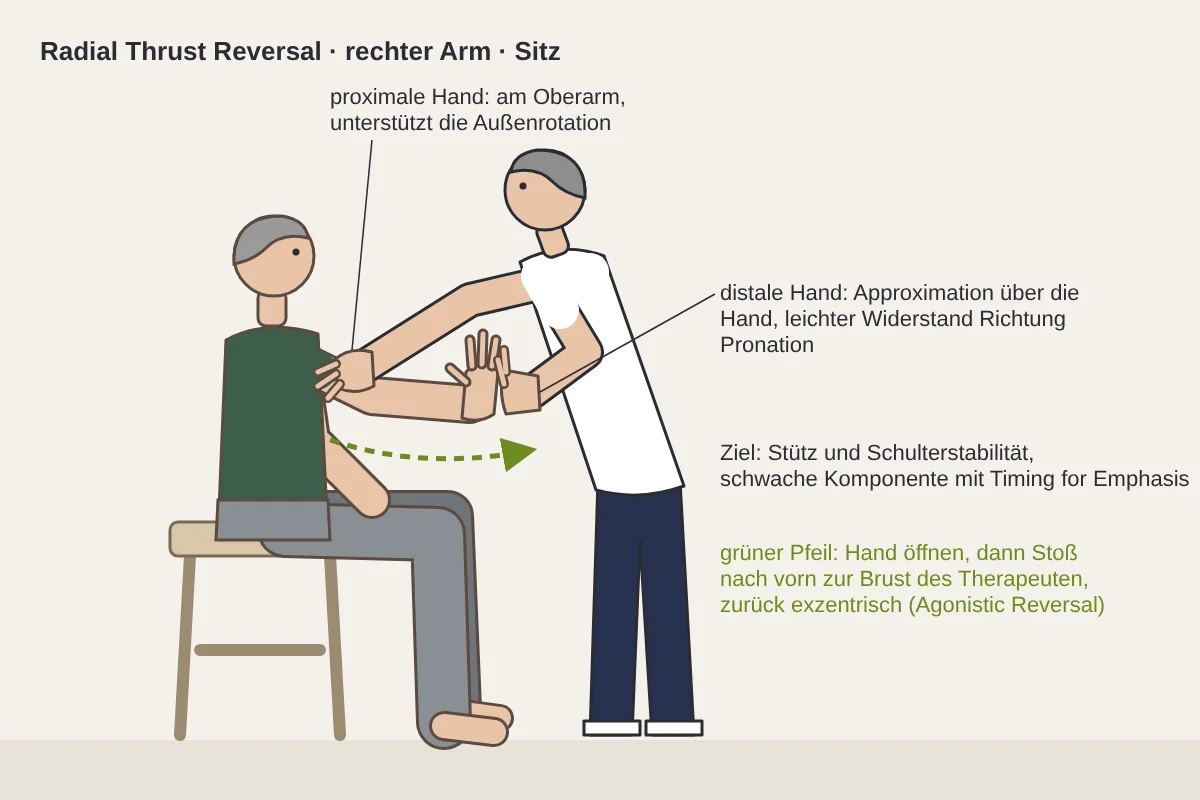 Radial Thrust Reversal · rechter Arm · Sitz
proximale Hand: am Oberarm,
unterstützt die Außenrotation
distale Hand: Approximation über die
Hand, leichter Widerstand Richtung
Pronation
Ziel: Stütz und Schulterstabilität,
schwache Komponente mit Timing for Emphasis
grüner Pfeil: Hand öffnen, dann Stoß
nach vorn zur Brust des Therapeuten,
zurück exzentrisch (Agonistic Reversal)